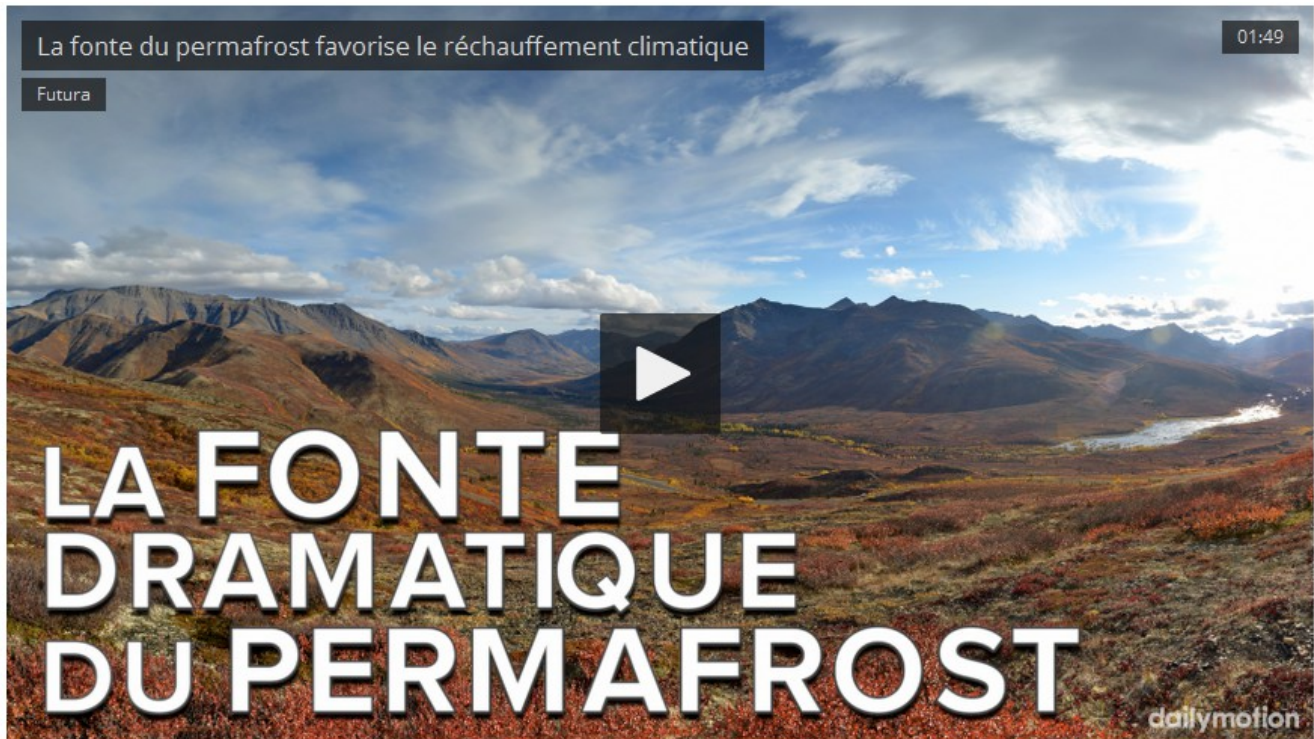 La fonte du permafrost favorise le réchauffement climatique
01:49
Futura
LA FONTE
DRAMATIQUE
DU PERMAFROST
dailymotion